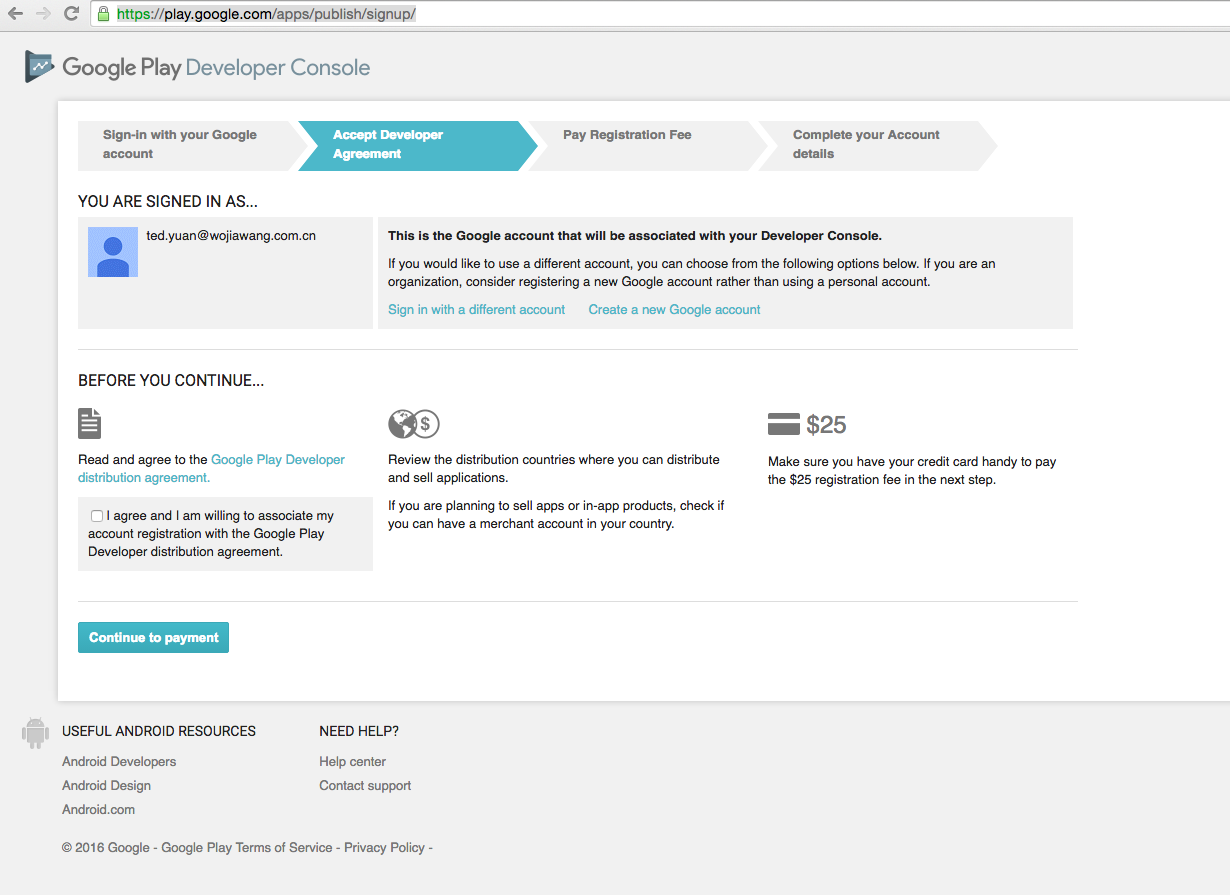 https://play.google.com/apps/publish/signup/
Google Play Developer Console
Sign-in with your Google
account
Accept Developer
Agreement
Pay Registration Fee
Complete your Account
details
YOU ARE SIGNED IN AS...
ted.yuan@wojiawang.com.cn
This is the Google account that will be associated with your Developer Console.
If you would like to use a different account, you can choose from the following options below. If you are an
organization, consider registering a new Google account rather than using a personal account.
Sign in with a different account
Create a new Google account
BEFORE YOU CONTINUE...
Read and agree to the Google Play Developer
distribution agreement.
I agree and I am willing to associate my
account registration with the Google Play
Developer distribution agreement.
$
Review the distribution countries where you can distribute
and sell applications.
If you are planning to sell apps or in-app products, check if
you can have a merchant account in your country.
$25
Make sure you have your credit card handy to pay
the $25 registration fee in the next step.
Continue to payment
USEFUL ANDROID RESOURCES
Android Developers
Android Design
Android.com
NEED HELP?
Help center
Contact support
© 2016 Google - Google Play Terms of Service - Privacy Policy -